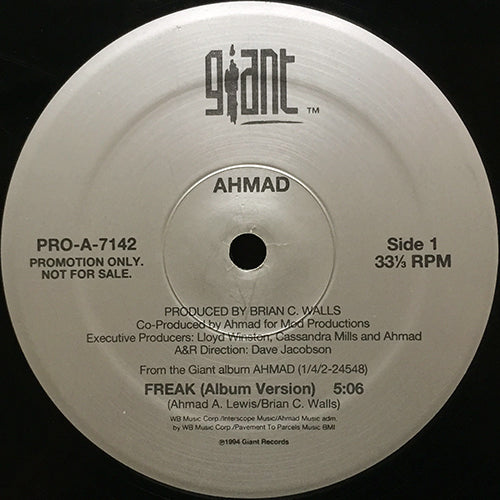 giant TM
AHMAD
PRO-A-7142
PROMOTION ONLY.
NOT FOR SALE.
Side 1
33⅓ RPM
PRODUCED BY BRIAN C. WALLS
Co-Produced by Ahmad for Mod Productions
Executive Producers: Lloyd Winston, Cassandra Mills and Ahmad
A&R Direction: Dave Jacobson
From the Giant album AHMAD (1/4/2-24548)
FREAK (Album Version) 5:06
(Ahmad A. Lewis/Brian C. Walls)
WB Music Corp./Interscope Music/Ahmad Music adm.
by WB Music Corp./Pavement To Parcels Music BMI
℗1994 Giant Records